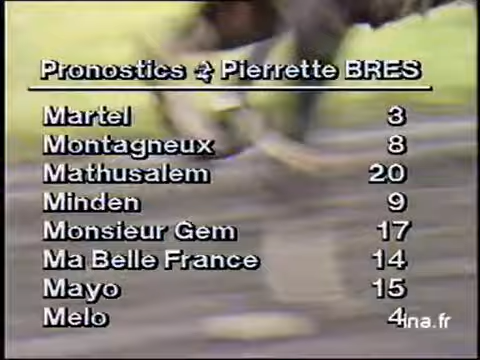 Pronostics Pierrette BRES
Martel 3
Montagneux 8
Mathusalem 20
Minden 9
Monsieur Gem 17
Ma Belle France 14
Mayo 15
Melo 4
ina.fr